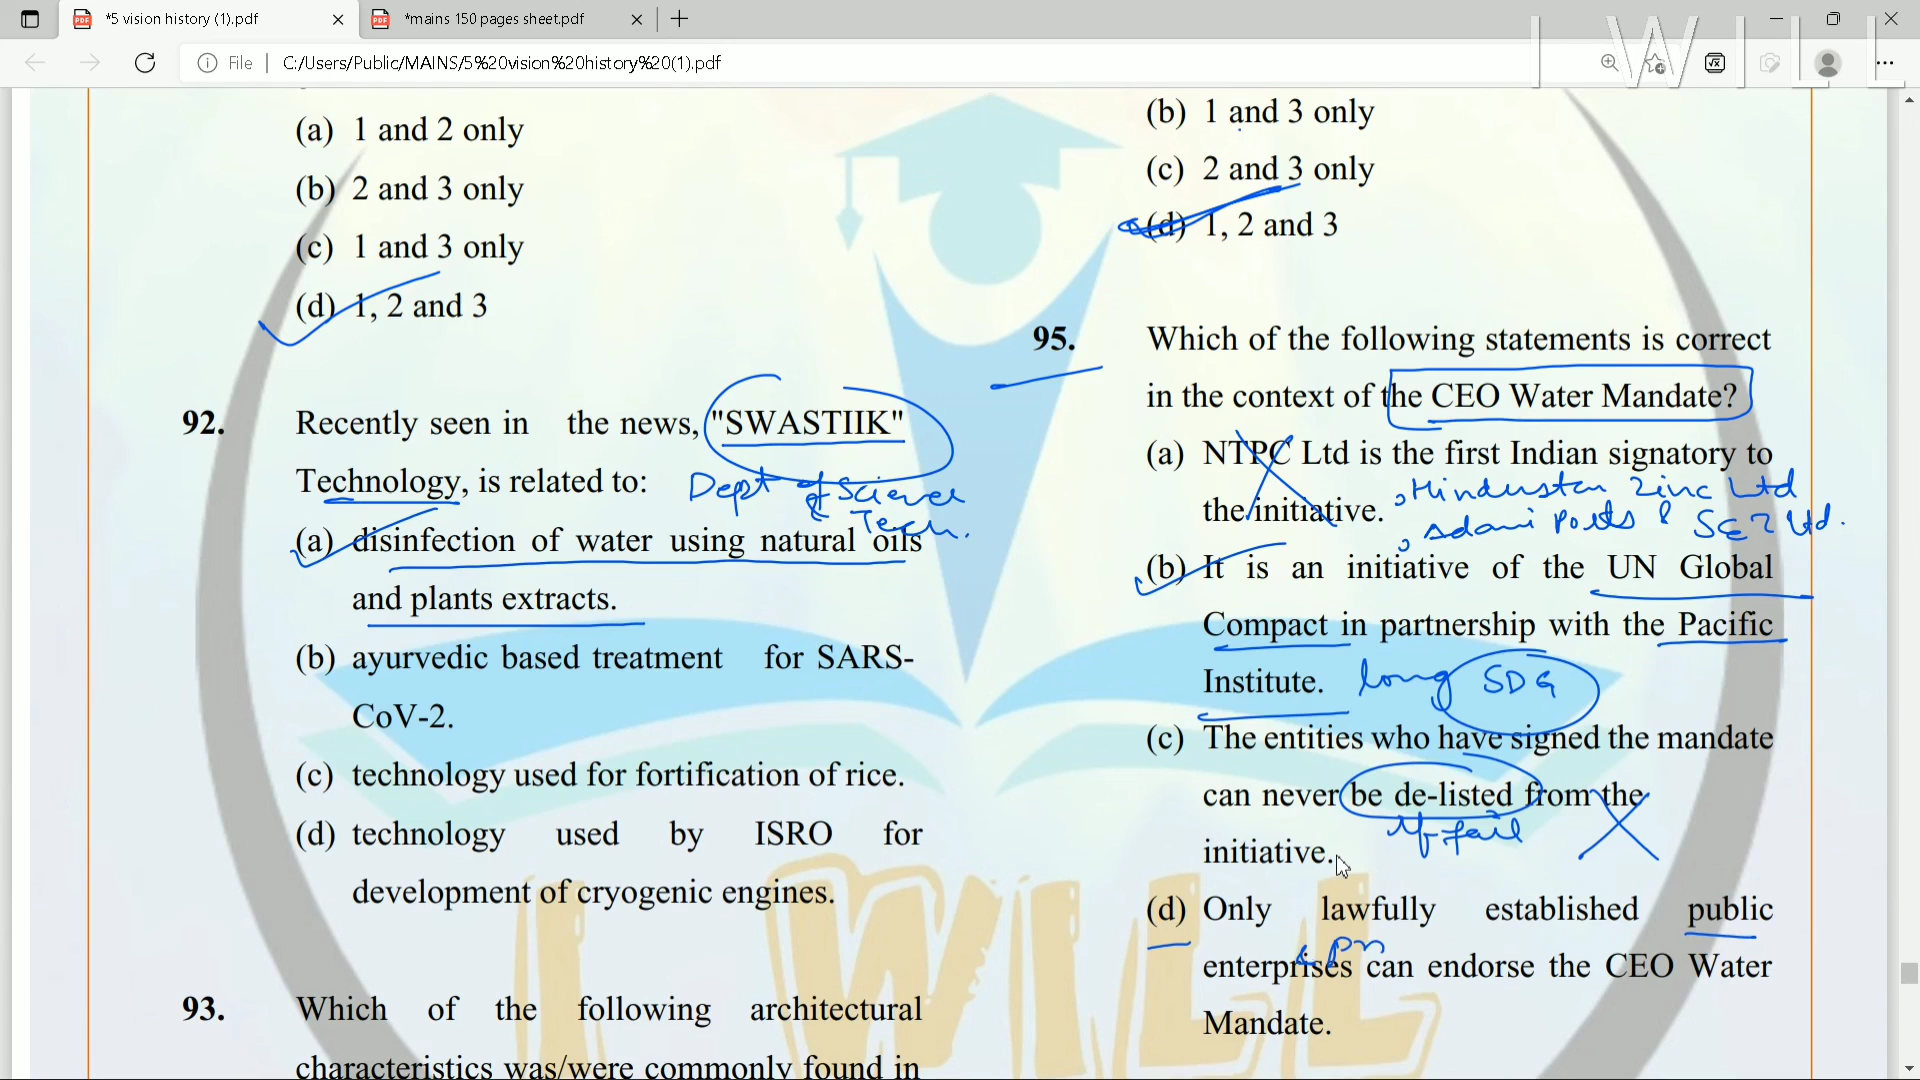 *5 vision history (1).pdf
*mains 150 pages sheet.pdf
File
C:/Users/Public/MAINS/5%20vision%20history%20(1).pdf
I WILL
(a) 1 and 2 only
(b) 2 and 3 only
(c) 1 and 3 only
(d) 1, 2 and 3
92. Recently seen in the news, "SWASTIIK"
Technology, is related to:
Dept of Science
Tech.
(a) disinfection of water using natural oils
and plants extracts.
(b) ayurvedic based treatment for SARS-
CoV-2.
(c) technology used for fortification of rice.
(d) technology used by ISRO for
development of cryogenic engines.
93. Which of the following architectural
characteristics was/were commonly found in
(b) 1 and 3 only
(c) 2 and 3 only
(d) 1, 2 and 3
95. Which of the following statements is correct
in the context of the CEO Water Mandate?
(a) NTPC Ltd is the first Indian signatory to
the initiative.
Hindustan Zinc Ltd
Adani Ports & SEZ Ltd.
(b) It is an initiative of the UN Global
Compact in partnership with the Pacific
Institute.
long SDG
(c) The entities who have signed the mandate
can never be de-listed from the
if fail
initiative.
(d) Only lawfully established public
enterprises can endorse the CEO Water
Mandate.
I WILL